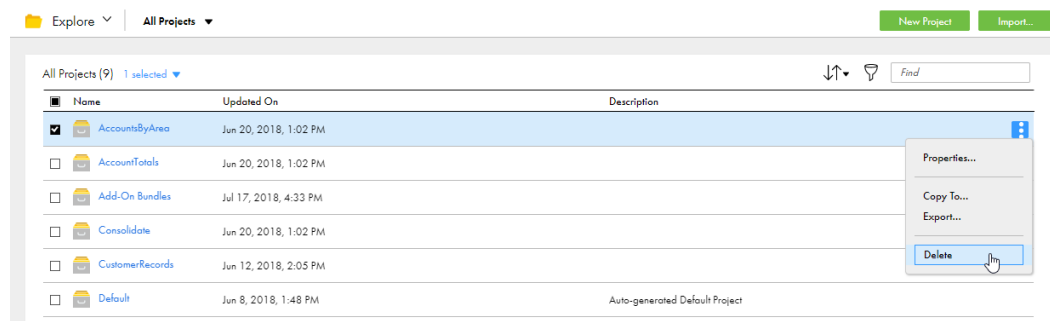 Explore All Projects New Project Import...
All Projects (9) 1 selected Find
Name Updated On Description
AccountsByArea Jun 20, 2018, 1:02 PM
AccountTotals Jun 20, 2018, 1:02 PM
Properties...
Add-On Bundles Jul 17, 2018, 4:33 PM
Copy To...
Export...
Consolidate Jun 20, 2018, 1:02 PM
Delete
CustomerRecords Jun 12, 2018, 2:05 PM
Default Jun 8, 2018, 1:48 PM Auto-generated Default Project